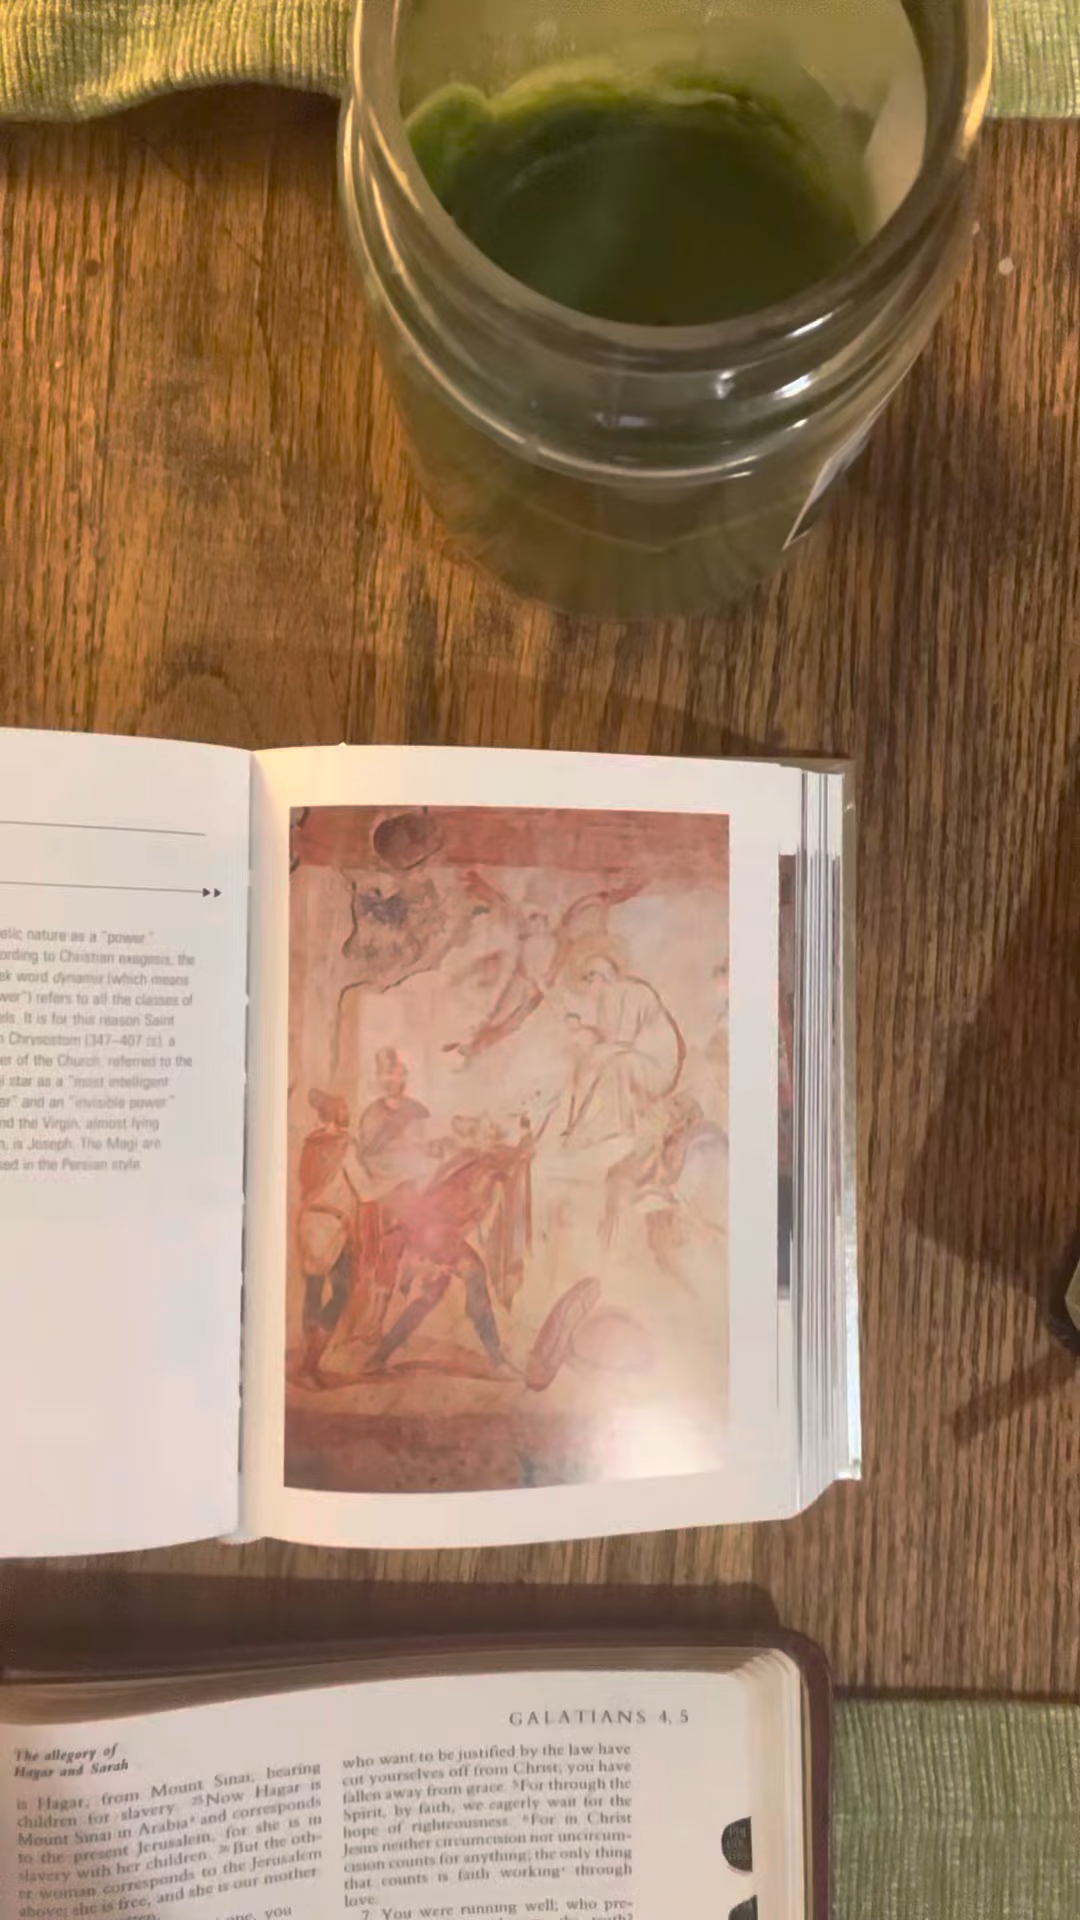 etic nature as a "power."
ording to Christian exegesis, the
ek word dynamis (which means
wer") refers to all the classes of
els. It is for this reason Saint
n Chrysostom (347–407 CE), a
er of the Church, referred to the
i star as a "most intelligent
er" and an "invisible power"
nd the Virgin, almost lying
n, is Joseph. The Magi are
sed in the Persian style.
GALATIANS 4, 5
The allegory of
Hagar and Sarah
is Hagar, from Mount Sinai, bearing
children for slavery. 25Now Hagar is
Mount Sinai in Arabia and corresponds
to the present Jerusalem, for she is in
slavery with her children. 26But the oth-
er woman corresponds to the Jerusalem
above; she is free, and she is our mother.
one, you
who want to be justified by the law have
cut yourselves off from Christ; you have
fallen away from grace. 5For through the
Spirit, by faith, we eagerly wait for the
hope of righteousness. 6For in Christ
Jesus neither circumcision nor uncircum-
cision counts for anything; the only thing
that counts is faith working through
love.
7 You were running well; who pre-